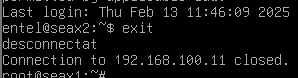 Last login: Thu Feb 13 11:46:09 2025
entel@seax2:~$ exit
desconnectat
Connection to 192.168.100.11 closed.
root@seax1:~#